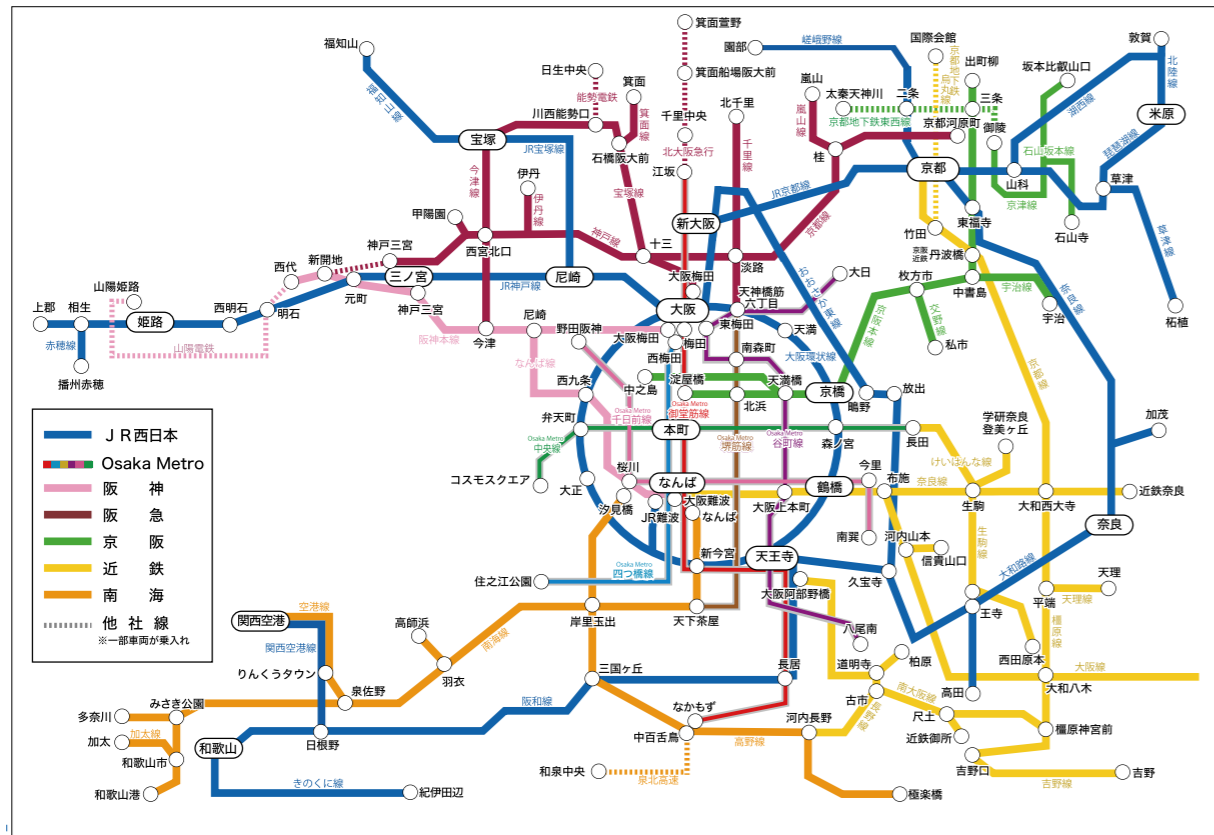 箕面萱野
福知山
園部
嵯峨野線
国際会館
京都地下鉄烏丸線
出町柳
敦賀
坂本比叡山口
北陸線
日生中央
箕面
箕面船場阪大前
嵐山
太秦天神川
二条
三条
湖西線
米原
福知山線
能勢電鉄
川西能勢口
箕面線
千里中央
北千里
嵐山線
京都地下鉄東西線
京都河原町
御陵
宝塚
JR宝塚線
石橋阪大前
北大阪急行
千里線
桂
石山坂本線
琵琶湖線
今津線
伊丹
伊丹線
宝塚線
江坂
JR京都線
京都
山科
京津線
草津
甲陽園
新大阪
京都線
東福寺
石山寺
草津線
神戸三宮
西宮北口
神戸線
十三
淡路
おおさか東線
竹田
京阪
近鉄
丹波橋
新開地
西代
三ノ宮
JR神戸線
尼崎
大阪梅田
大日
枚方市
中書島
宇治線
宇治
奈良線
山陽姫路
元町
神戸三宮
大阪
天神橋筋
六丁目
京阪本線
交野線
柘植
上郡
相生
姫路
西明石
明石
阪神本線
今津
尼崎
野田阪神
大阪梅田
梅田
東梅田
天満
私市
赤穂線
山陽電鉄
西梅田
南森町
大阪環状線
京都線
播州赤穂
なんば線
西九条
中之島
淀屋橋
天満橋
京橋
鴫野
放出
Osaka Metro
千日前線
Osaka Metro
御堂筋線
北浜
学研奈良
登美ヶ丘
加茂
弁天町
本町
Osaka Metro
堺筋線
Osaka Metro
谷町線
森ノ宮
長田
Osaka Metro
中央線
けいはんな線
コスモスクエア
桜川
なんば
鶴橋
今里
布施
奈良線
大正
汐見橋
JR難波
大阪難波
なんば
大阪上本町
生駒
大和西大寺
近鉄奈良
南巽
河内山本
生駒線
奈良
新今宮
天王寺
信貴山口
住之江公園
Osaka Metro
四つ橋線
大阪阿部野橋
久宝寺
大和路線
天理
平端
天理線
関西空港
空港線
高師浜
岸里玉出
天下茶屋
八尾南
王寺
橿原線
関西空港線
南海線
道明寺
柏原
西田原本
りんくうタウン
羽衣
三国ヶ丘
長居
大阪線
泉佐野
古市
南大阪線
高田
大和八木
みさき公園
阪和線
なかもず
河内長野
長野線
尺土
多奈川
加太線
和歌山
日根野
中百舌鳥
高野線
近鉄御所
橿原神宮前
加太
和歌山市
和泉中央
泉北高速
吉野口
吉野
和歌山港
きのくに線
紀伊田辺
極楽橋
吉野線
ＪＲ西日本
Osaka Metro
阪　神
阪　急
京　阪
近　鉄
南　海
他　社　線
※一部車両が乗入れ